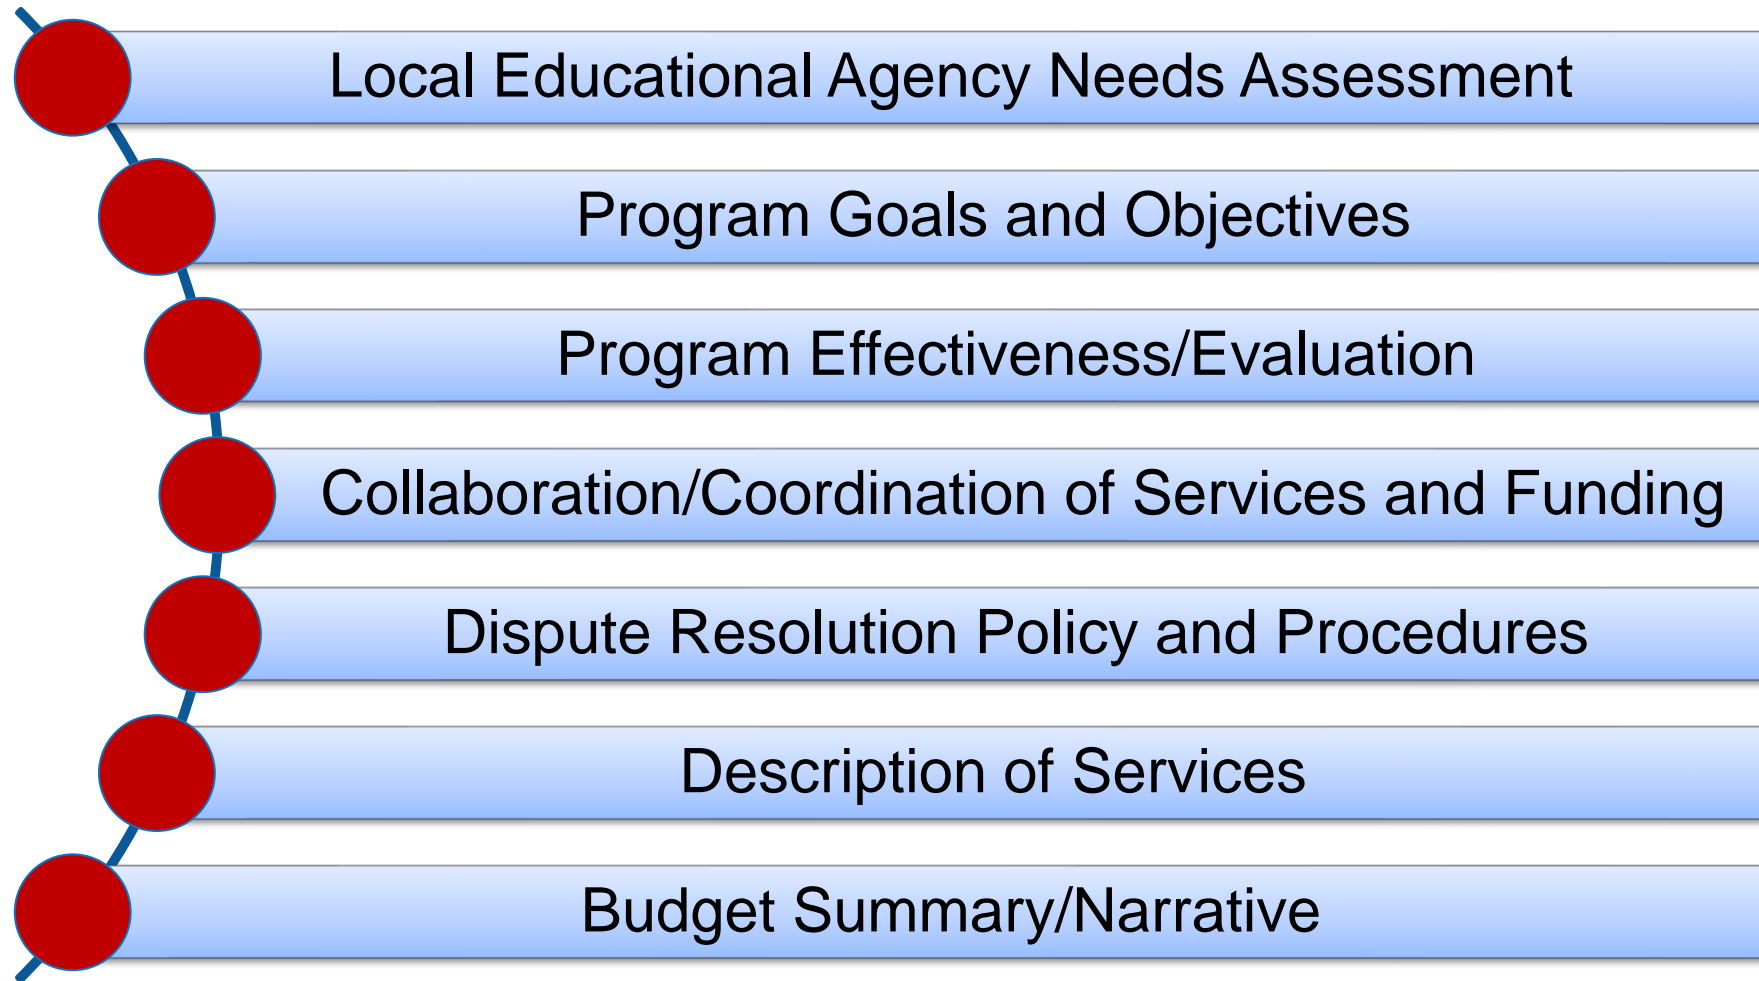 Local Educational Agency Needs Assessment
Program Goals and Objectives
Program Effectiveness/Evaluation
Collaboration/Coordination of Services and Funding
Dispute Resolution Policy and Procedures
Description of Services
Budget Summary/Narrative